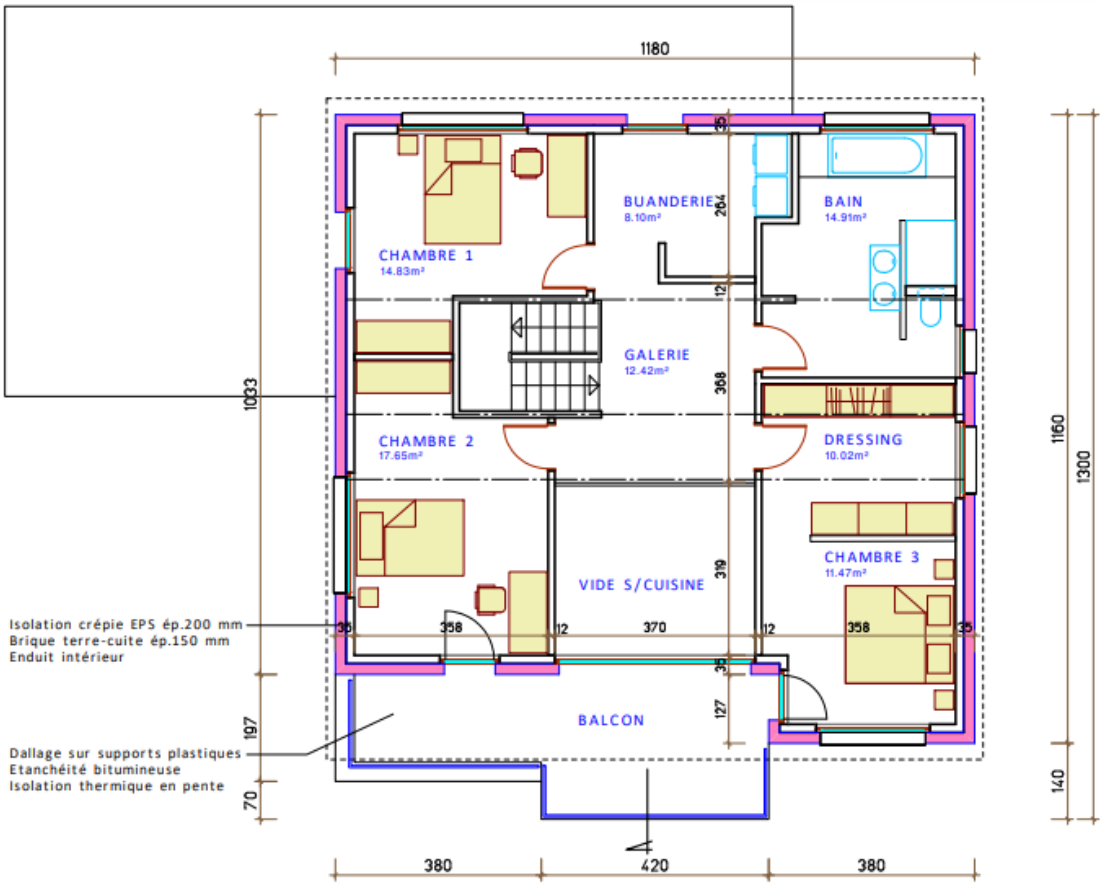 1180
35
BUANDERIE
8.10m²
264
BAIN
14.91m²
CHAMBRE 1
14.83m²
12
GALERIE
12.42m²
368
1033
1160
1300
CHAMBRE 2
17.65m²
DRESSING
10.02m²
CHAMBRE 3
11.47m²
VIDE S/CUISINE
319
Isolation crépie EPS ép.200 mm
Brique terre-cuite ép.150 mm
Enduit intérieur
35
358
12
370
12
358
35
35
127
BALCON
197
Dallage sur supports plastiques
Etanchéité bitumineuse
Isolation thermique en pente
70
140
380
420
380